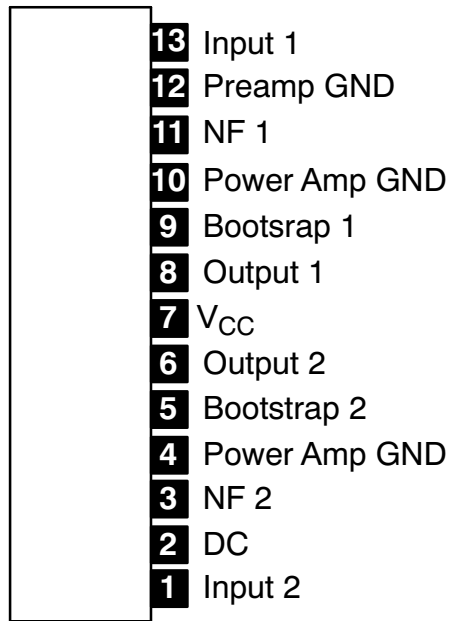 13 Input 1
12 Preamp GND
11 NF 1
10 Power Amp GND
9 Bootsrap 1
8 Output 1
7 VCC
6 Output 2
5 Bootstrap 2
4 Power Amp GND
3 NF 2
2 DC
1 Input 2